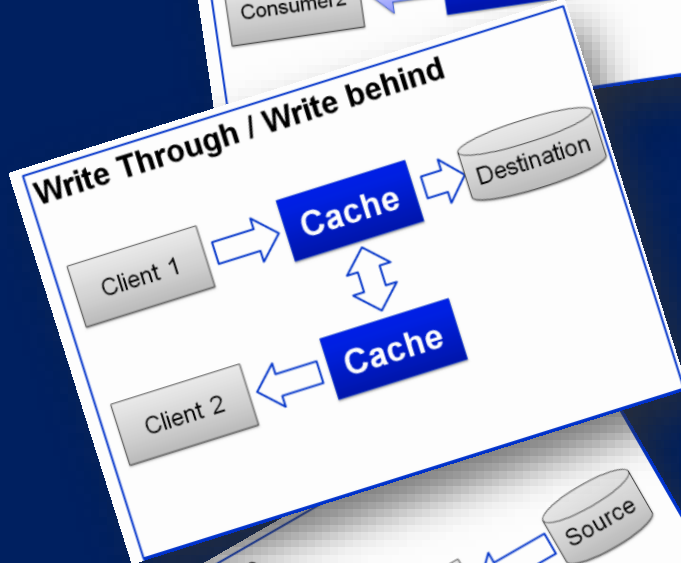 Consumer2
Write Through / Write behind
Destination
Cache
Client 1
Cache
Client 2
Source